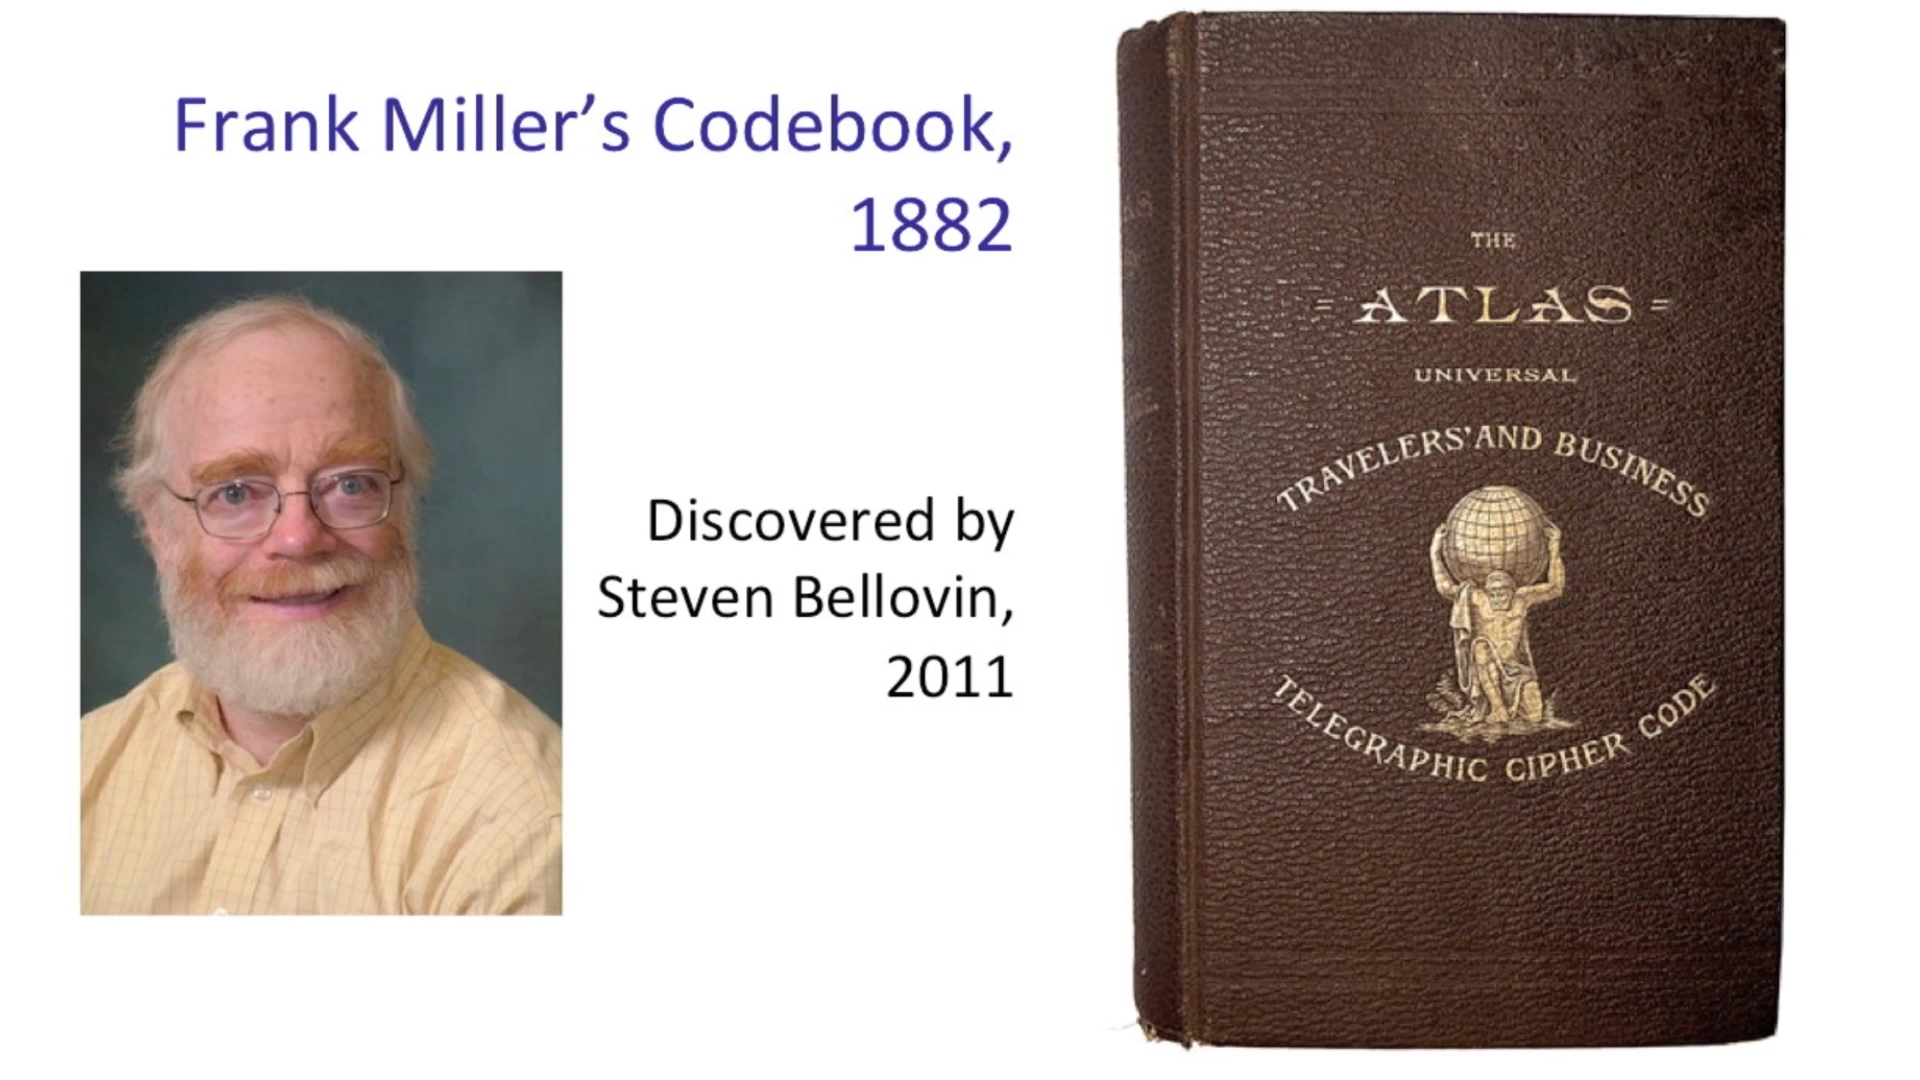 Frank Miller’s Codebook,
1882
Discovered by
Steven Bellovin,
2011
THE
= ATLAS =
UNIVERSAL
TRAVELERS' AND BUSINESS
TELEGRAPHIC CIPHER CODE